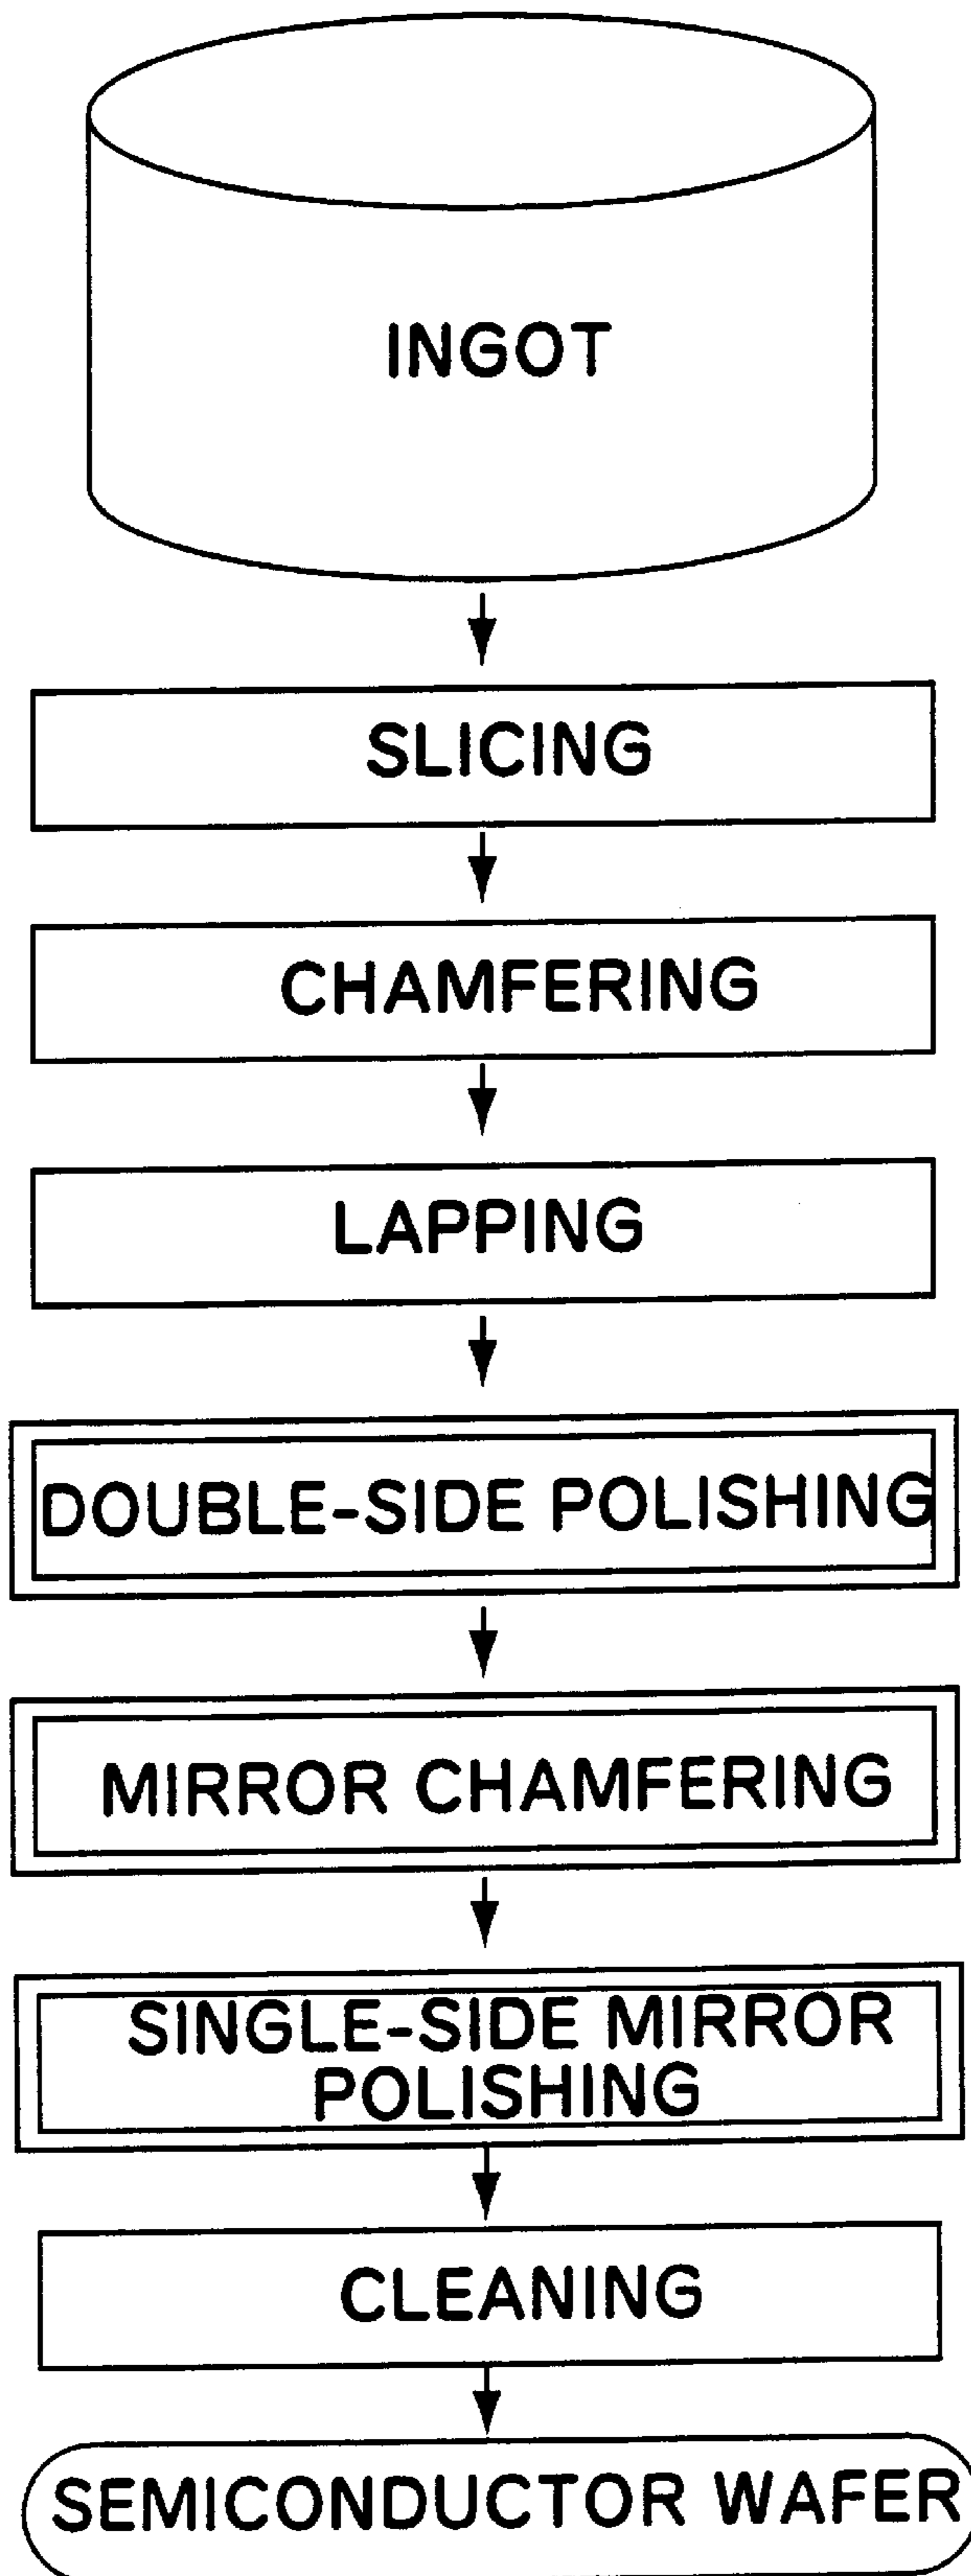 INGOT
SLICING
CHAMFERING
LAPPING
DOUBLE-SIDE POLISHING
MIRROR CHAMFERING
SINGLE-SIDE MIRROR
POLISHING
CLEANING
SEMICONDUCTOR WAFER